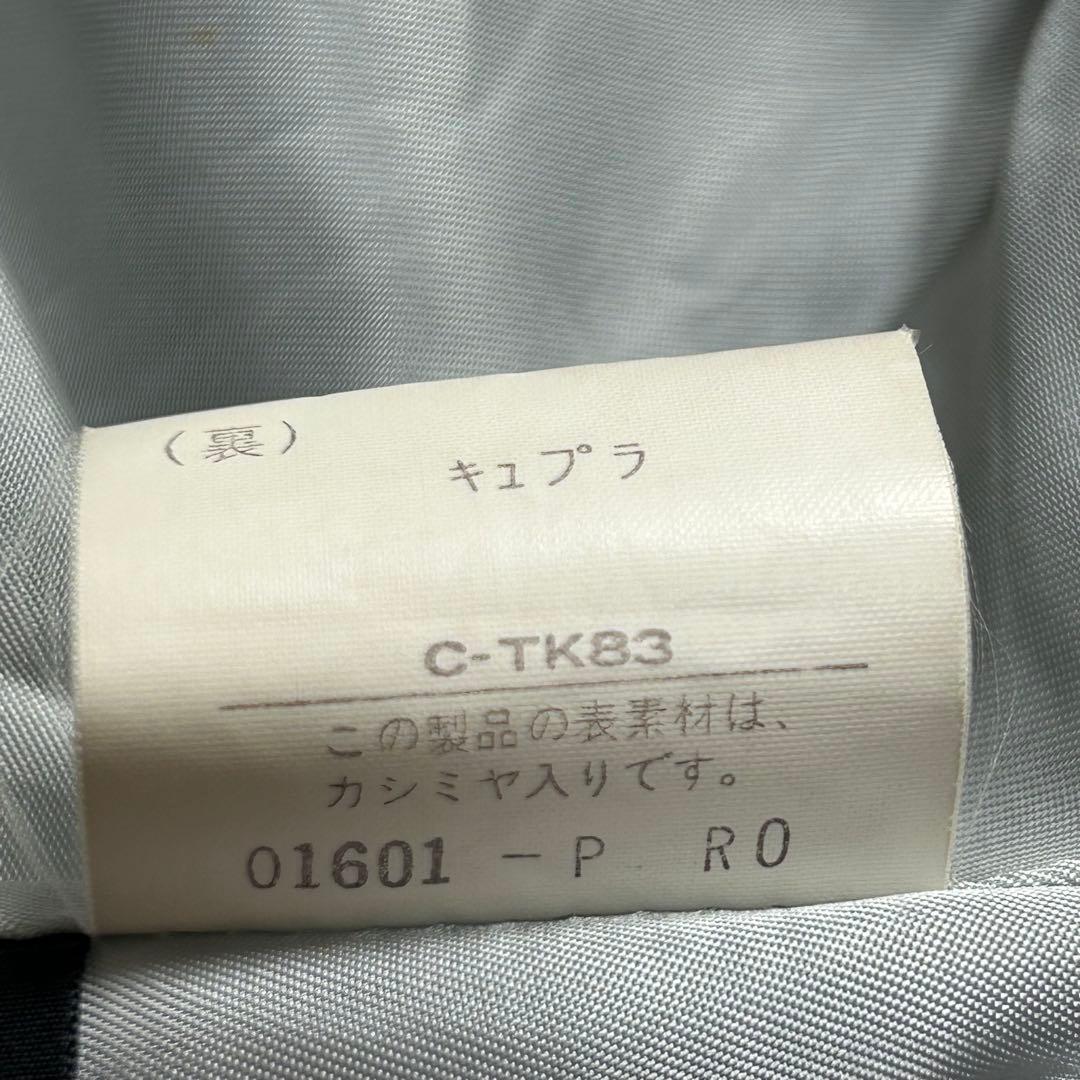 (裏)
キュプラ
C-TK83
この製品の表素材は、
カシミヤ入りです。
01601 - P R0